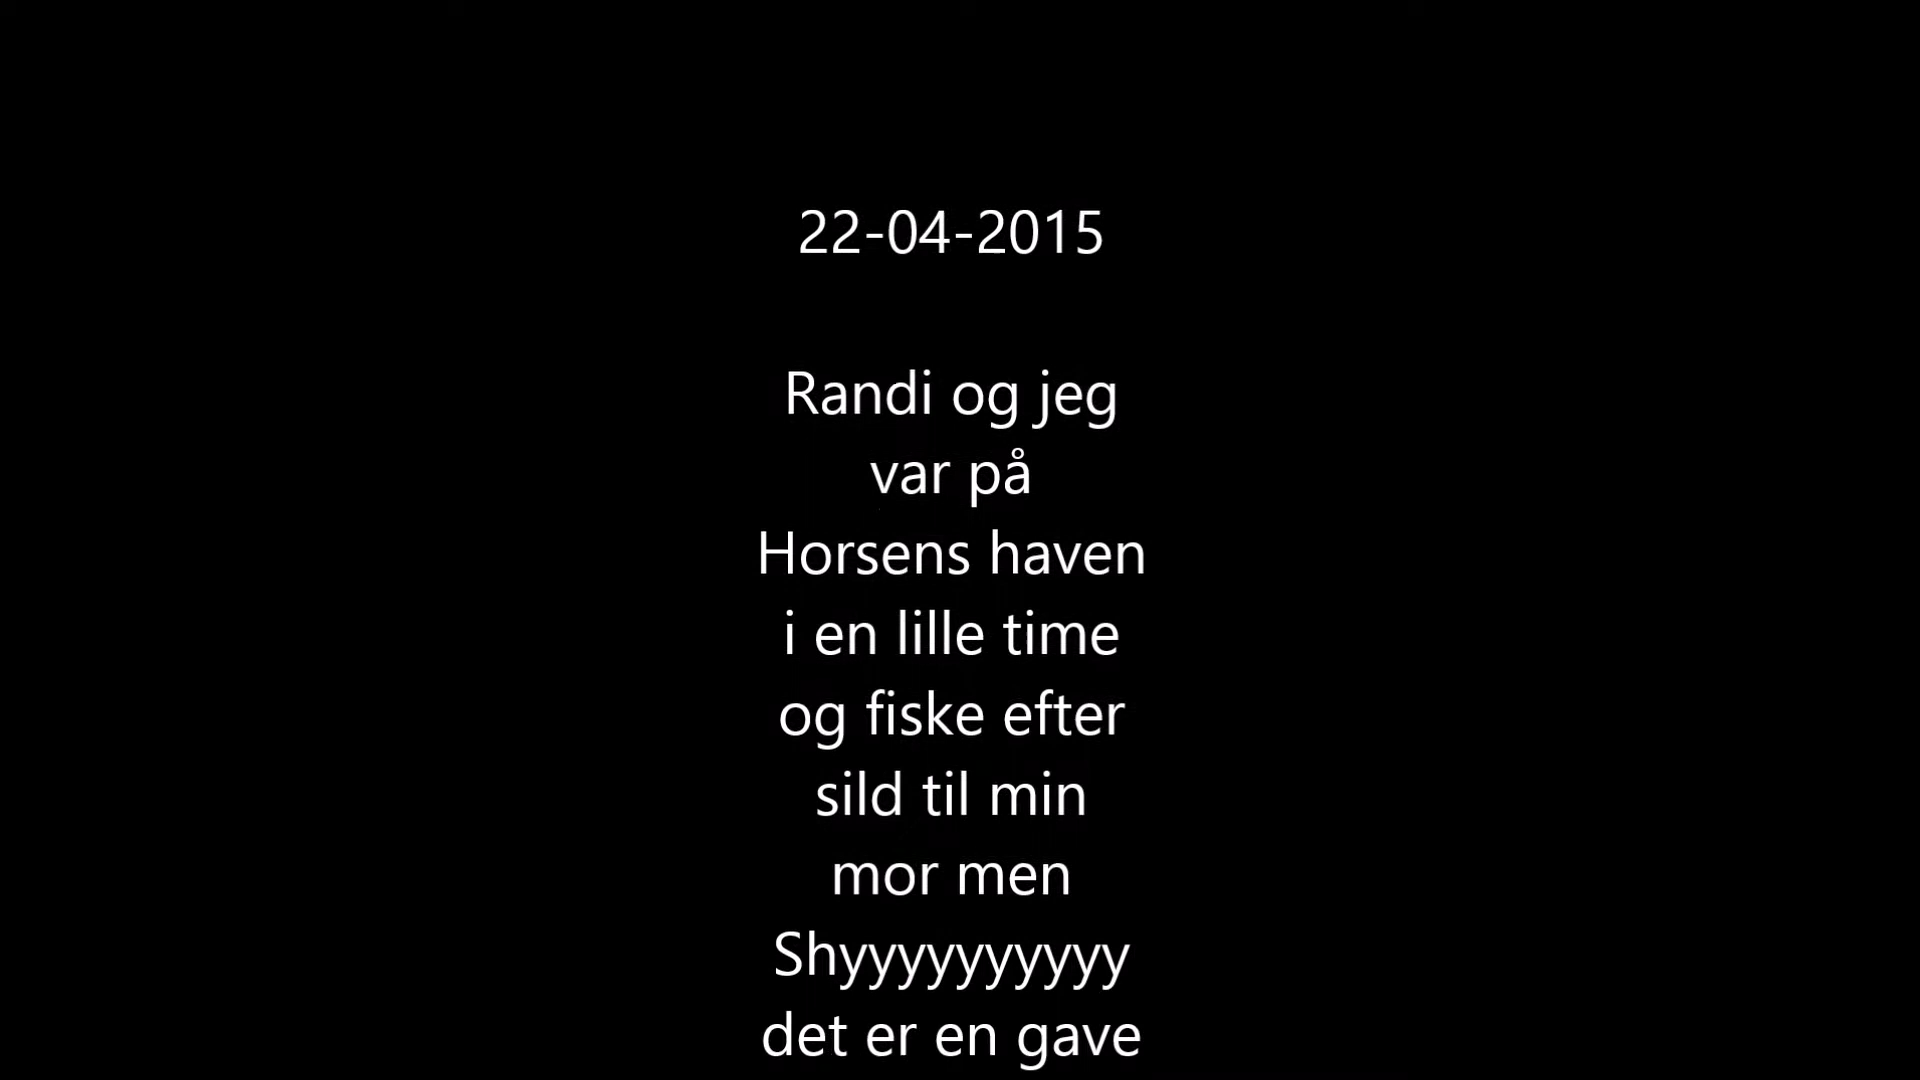 22-04-2015
Randi og jeg
var på
Horsens haven
i en lille time
og fiske efter
sild til min
mor men
Shyyyyyyyyyy
det er en gave